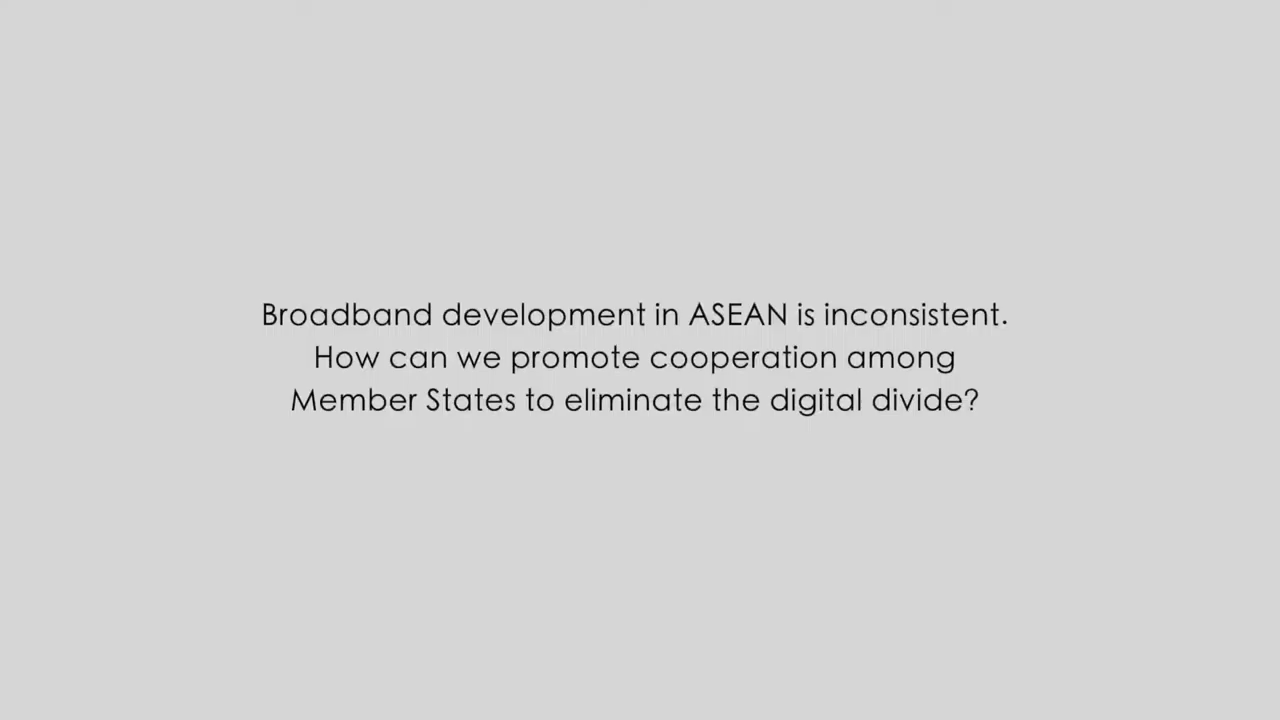 Broadband development in ASEAN is inconsistent.
How can we promote cooperation among
Member States to eliminate the digital divide?